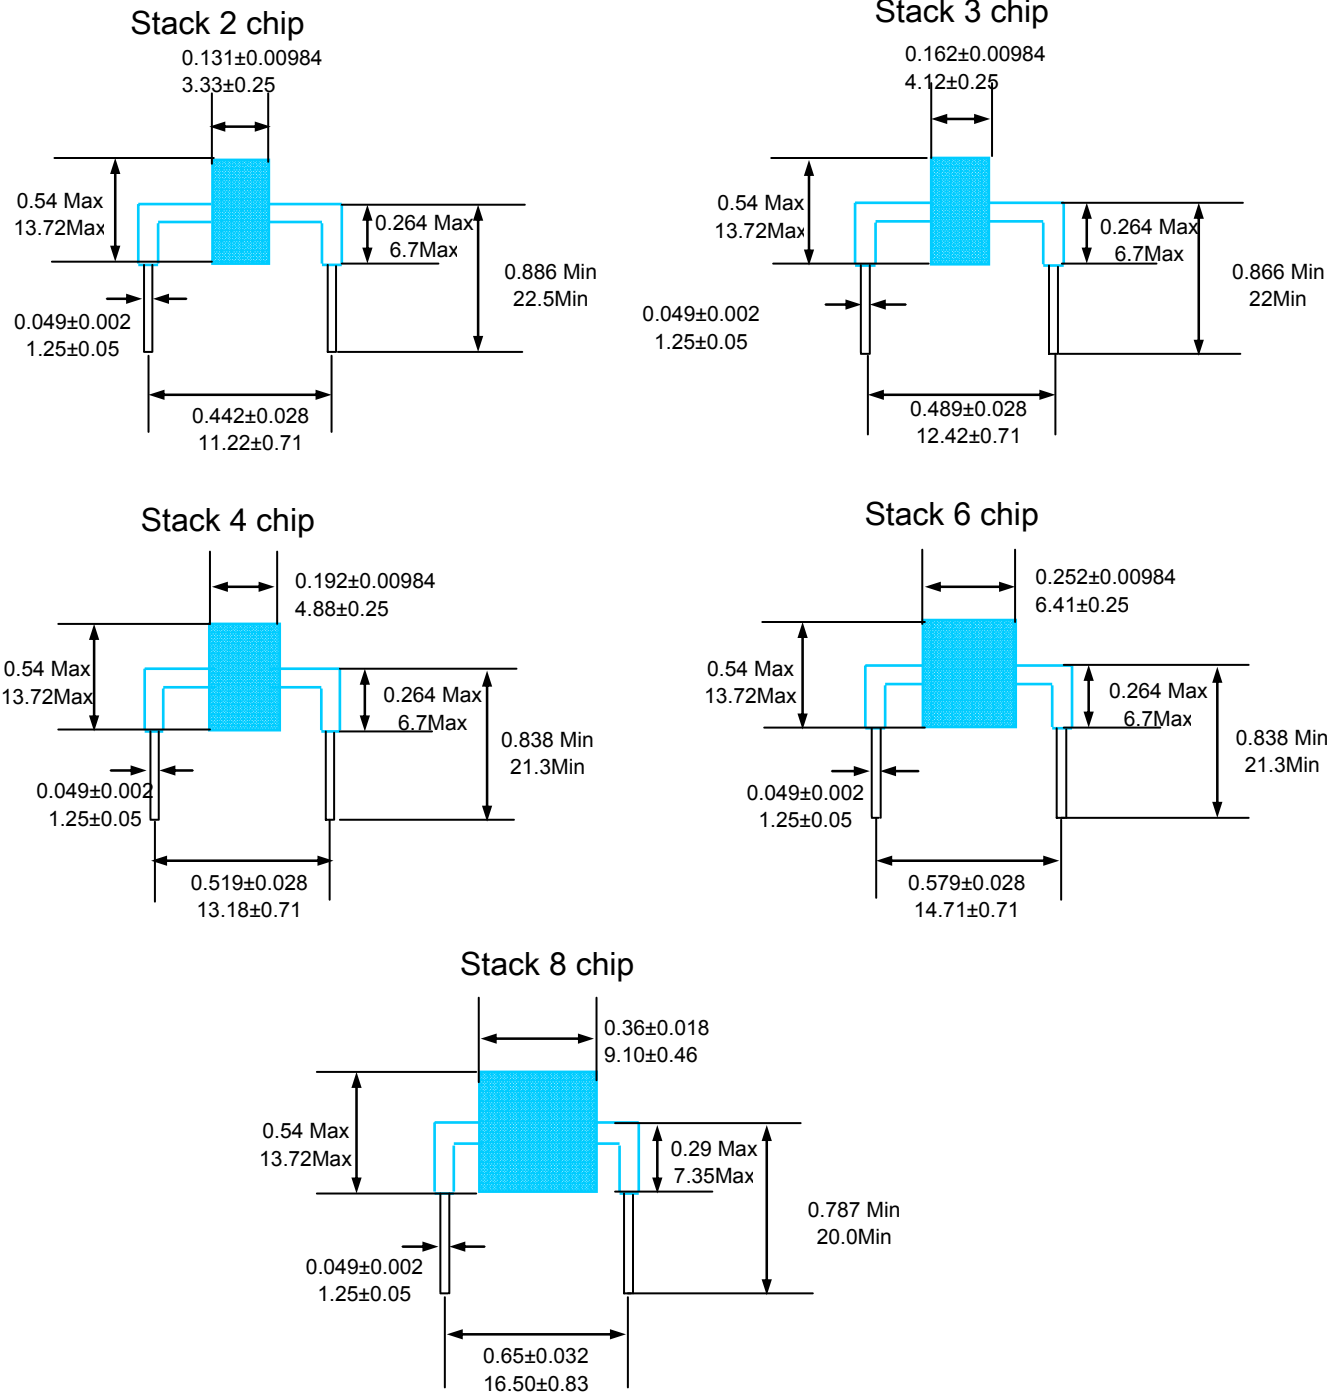 Stack 2 chip
0.131±0.00984
3.33±0.25
0.54 Max
13.72Max
0.264 Max
6.7Max
0.886 Min
22.5Min
0.049±0.002
1.25±0.05
0.442±0.028
11.22±0.71
Stack 3 chip
0.162±0.00984
4.12±0.25
0.54 Max
13.72Max
0.264 Max
6.7Max
0.866 Min
22Min
0.049±0.002
1.25±0.05
0.489±0.028
12.42±0.71
Stack 4 chip
0.192±0.00984
4.88±0.25
0.54 Max
13.72Max
0.264 Max
6.7Max
0.838 Min
21.3Min
0.049±0.002
1.25±0.05
0.519±0.028
13.18±0.71
Stack 6 chip
0.252±0.00984
6.41±0.25
0.54 Max
13.72Max
0.264 Max
6.7Max
0.838 Min
21.3Min
0.049±0.002
1.25±0.05
0.579±0.028
14.71±0.71
Stack 8 chip
0.36±0.018
9.10±0.46
0.54 Max
13.72Max
0.29 Max
7.35Max
0.787 Min
20.0Min
0.049±0.002
1.25±0.05
0.65±0.032
16.50±0.83